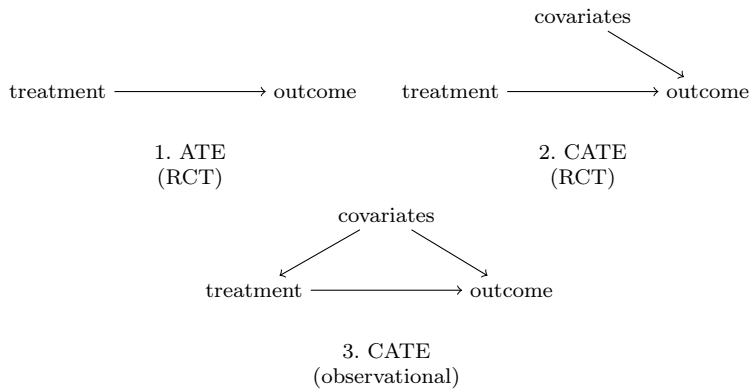 covariates
treatment outcome treatment outcome
1. ATE 2. CATE
(RCT) (RCT)
covariates
treatment outcome
3. CATE
(observational)